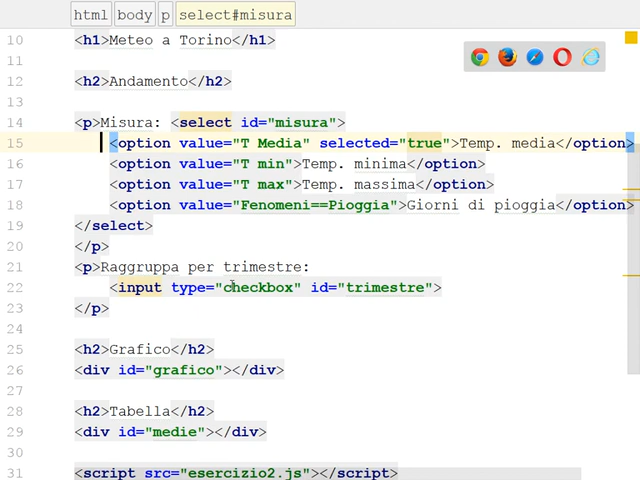 html body p select#misura
10 <h1>Meteo a Torino</h1>
11
12 <h2>Andamento</h2>
13
14 <p>Misura: <select id="misura">
15 <option value="T Media" selected="true">Temp. media</option>
16 <option value="T min">Temp. minima</option>
17 <option value="T max">Temp. massima</option>
18 <option value="Fenomeni==Pioggia">Giorni di pioggia</option>
19 </select>
20 </p>
21 <p>Raggruppa per trimestre:
22 <input type="checkbox" id="trimestre">
23 </p>
24
25 <h2>Grafico</h2>
26 <div id="grafico"></div>
27
28 <h2>Tabella</h2>
29 <div id="medie"></div>
30
31 <script src="esercizio2.js"></script>